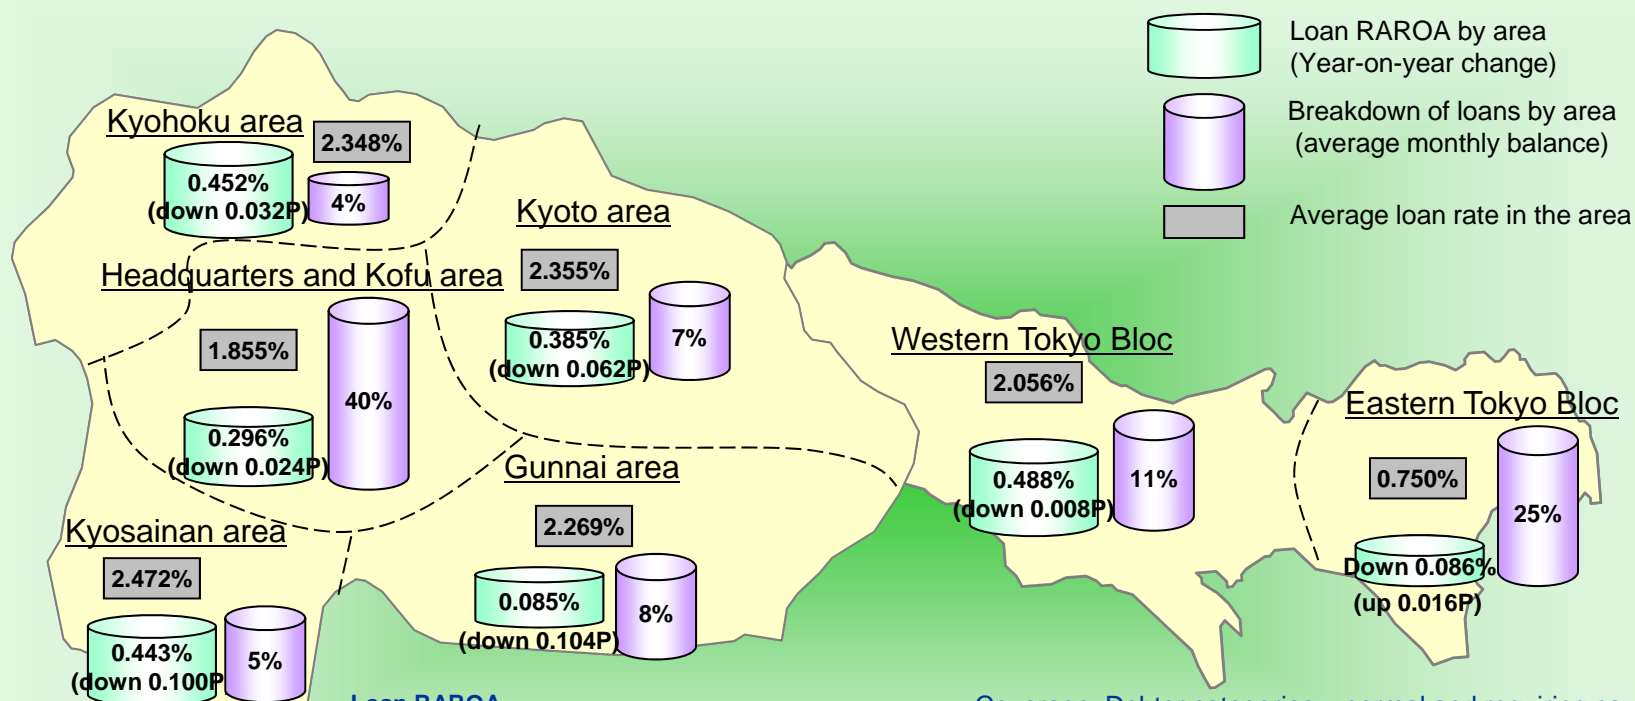 Loan RAROA by area
(Year-on-year change)
Breakdown of loans by area
(average monthly balance)
Average loan rate in the area
Kyohoku area
2.348%
0.452%
(down 0.032P)
4%
Kyoto area
2.355%
0.385%
(down 0.062P)
7%
Headquarters and Kofu area
1.855%
0.296%
(down 0.024P)
40%
Western Tokyo Bloc
2.056%
0.488%
(down 0.008P)
11%
Eastern Tokyo Bloc
0.750%
Down 0.086%
(up 0.016P)
25%
Gunnai area
2.269%
0.085%
(down 0.104P)
8%
Kyosainan area
2.472%
0.443%
(down 0.100P
5%
Loan RAROA